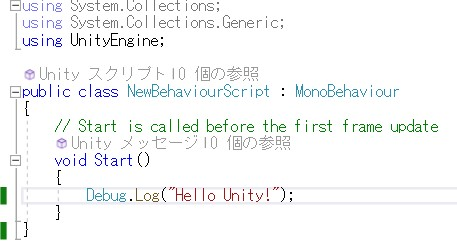 using System.Collections;
using System.Collections.Generic;
using UnityEngine;
Unity スクリプト|0 個の参照
public class NewBehaviourScript : MonoBehaviour
{
// Start is called before the first frame update
Unity メッセージ|0 個の参照
void Start()
{
Debug.Log("Hello Unity!");
}
}